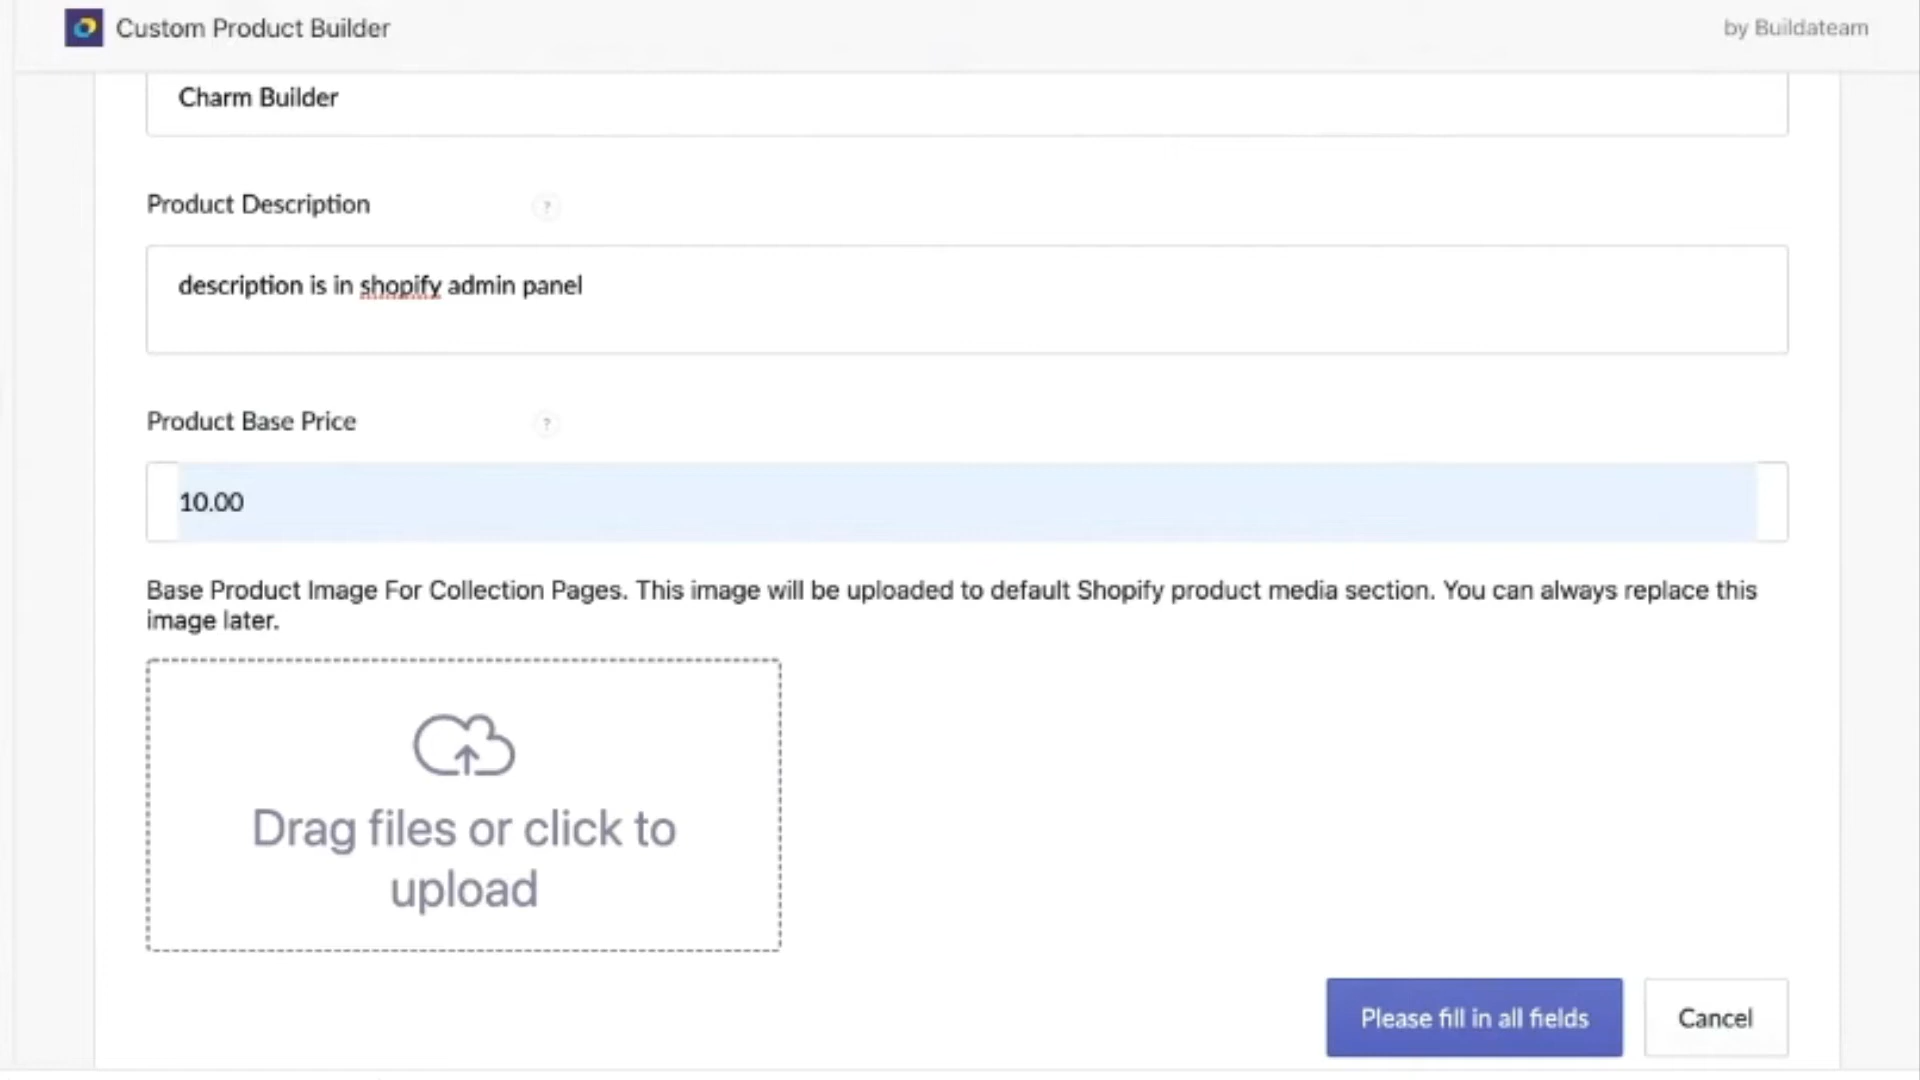 Custom Product Builder
by Buildateam
Charm Builder
Product Description
?
description is in shopify admin panel
Product Base Price
?
10.00
Base Product Image For Collection Pages. This image will be uploaded to default Shopify product media section. You can always replace this
image later.
Drag files or click to
upload
Please fill in all fields
Cancel